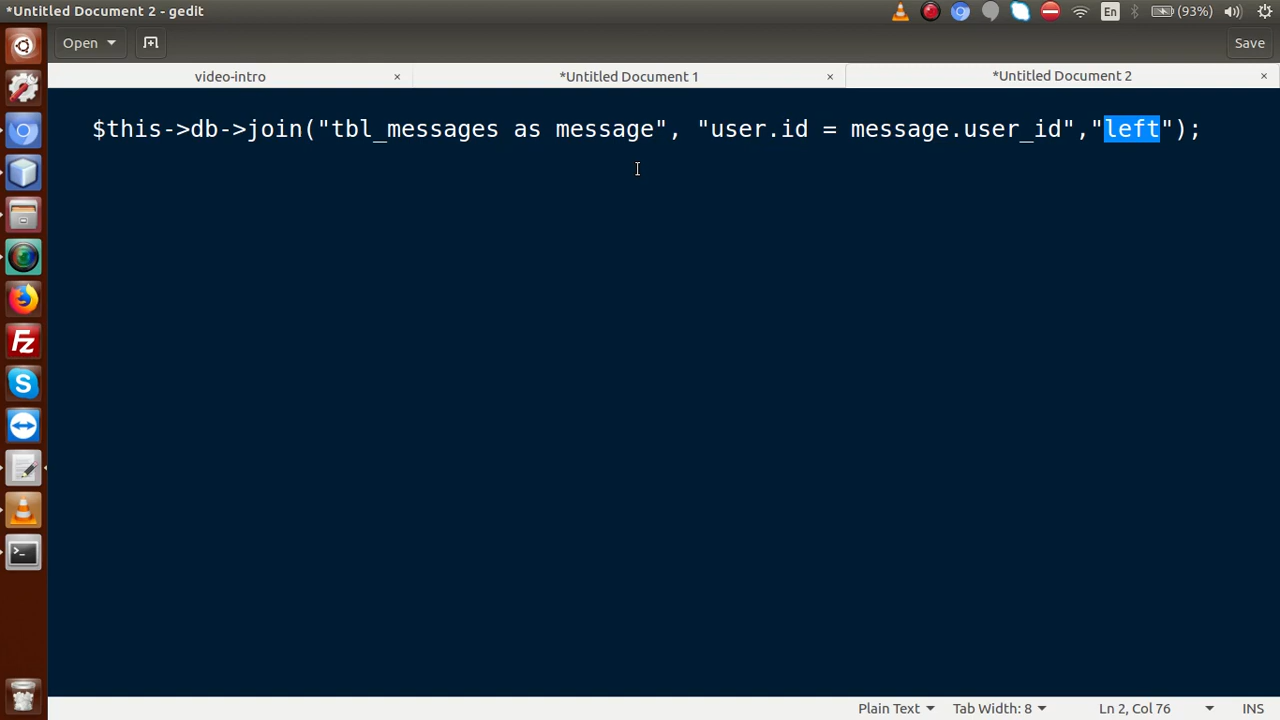 *Untitled Document 2 - gedit
En
(93%)
Open
Save
video-intro
*Untitled Document 1
*Untitled Document 2
$this->db->join("tbl_messages as message", "user.id = message.user_id","left");
Plain Text
Tab Width: 8
Ln 2, Col 76
INS